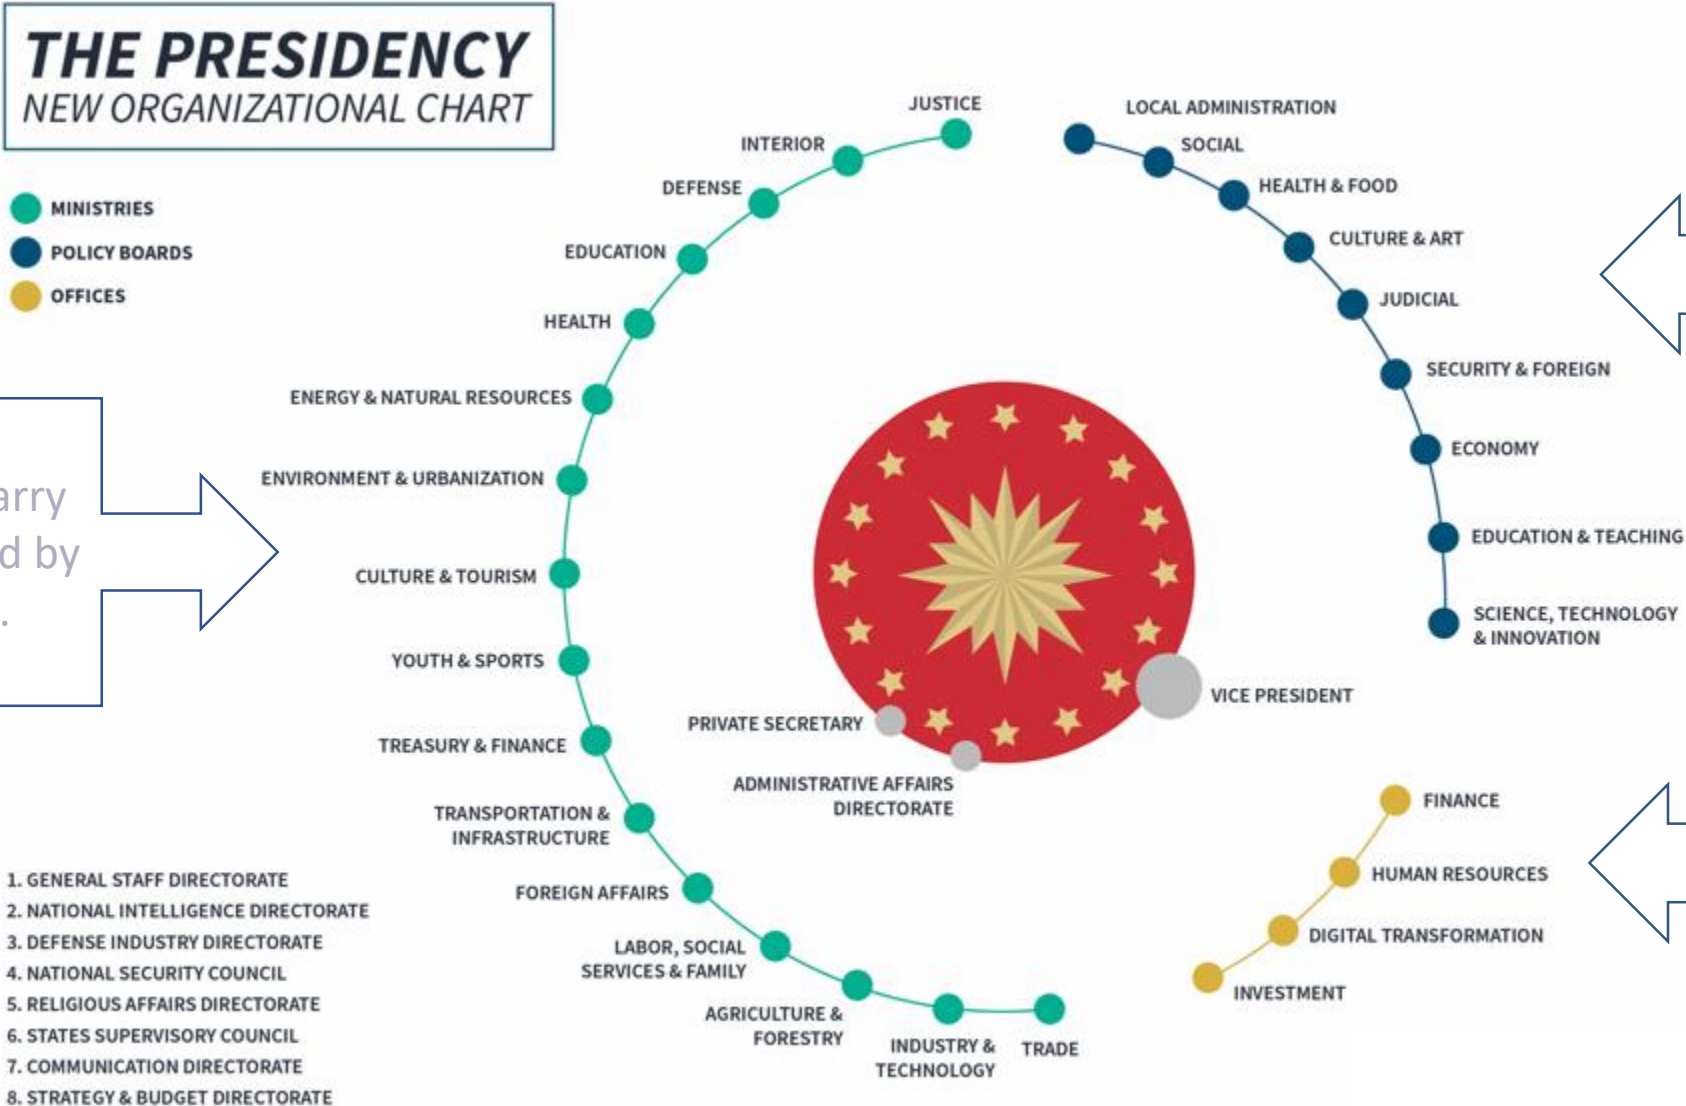 THE PRESIDENCY
NEW ORGANIZATIONAL CHART
MINISTRIES
POLICY BOARDS
OFFICES
JUSTICE
INTERIOR
DEFENSE
EDUCATION
HEALTH
ENERGY & NATURAL RESOURCES
ENVIRONMENT & URBANIZATION
CULTURE & TOURISM
YOUTH & SPORTS
TREASURY & FINANCE
TRANSPORTATION &
INFRASTRUCTURE
FOREIGN AFFAIRS
LABOR, SOCIAL
SERVICES & FAMILY
AGRICULTURE &
FORESTRY
INDUSTRY &
TECHNOLOGY
TRADE
LOCAL ADMINISTRATION
SOCIAL
HEALTH & FOOD
CULTURE & ART
JUDICIAL
SECURITY & FOREIGN
ECONOMY
EDUCATION & TEACHING
SCIENCE, TECHNOLOGY
& INNOVATION
VICE PRESIDENT
PRIVATE SECRETARY
ADMINISTRATIVE AFFAIRS
DIRECTORATE
FINANCE
HUMAN RESOURCES
DIGITAL TRANSFORMATION
INVESTMENT
arry
d by
.
1. GENERAL STAFF DIRECTORATE
2. NATIONAL INTELLIGENCE DIRECTORATE
3. DEFENSE INDUSTRY DIRECTORATE
4. NATIONAL SECURITY COUNCIL
5. RELIGIOUS AFFAIRS DIRECTORATE
6. STATES SUPERVISORY COUNCIL
7. COMMUNICATION DIRECTORATE
8. STRATEGY & BUDGET DIRECTORATE